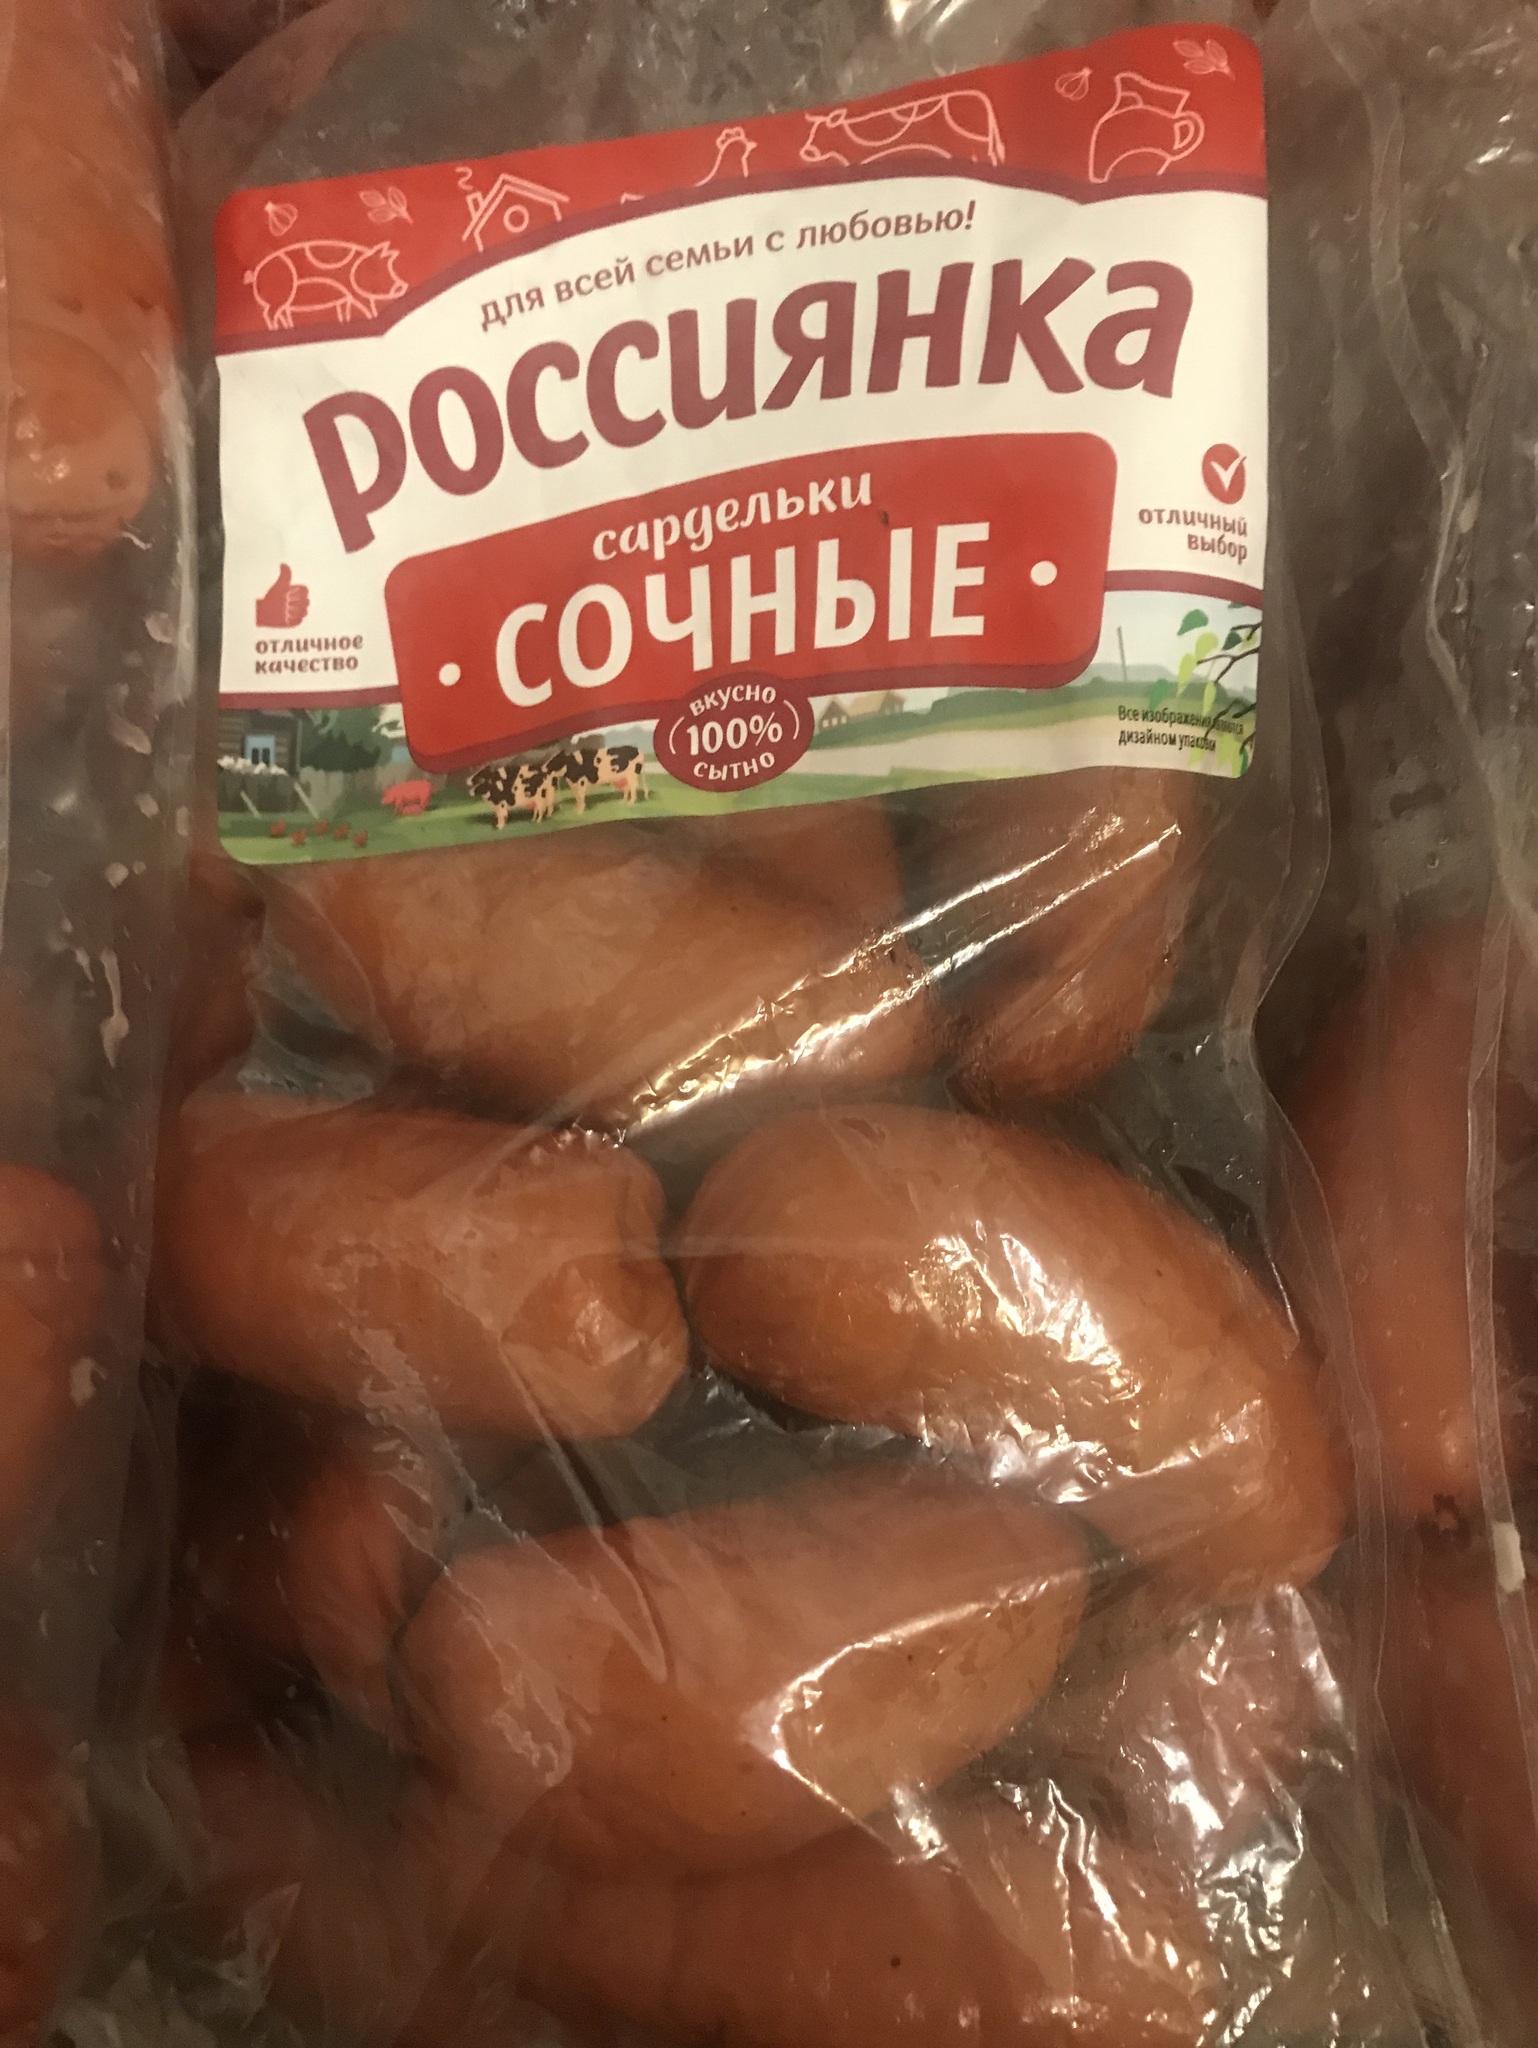 для всей семьи с любовью!
россиянка
сардельки
• СОЧНЫЕ •
отличное
качество
отличный
выбор
вкусно
100%
сытно
Все изображения
дизайном упаковки